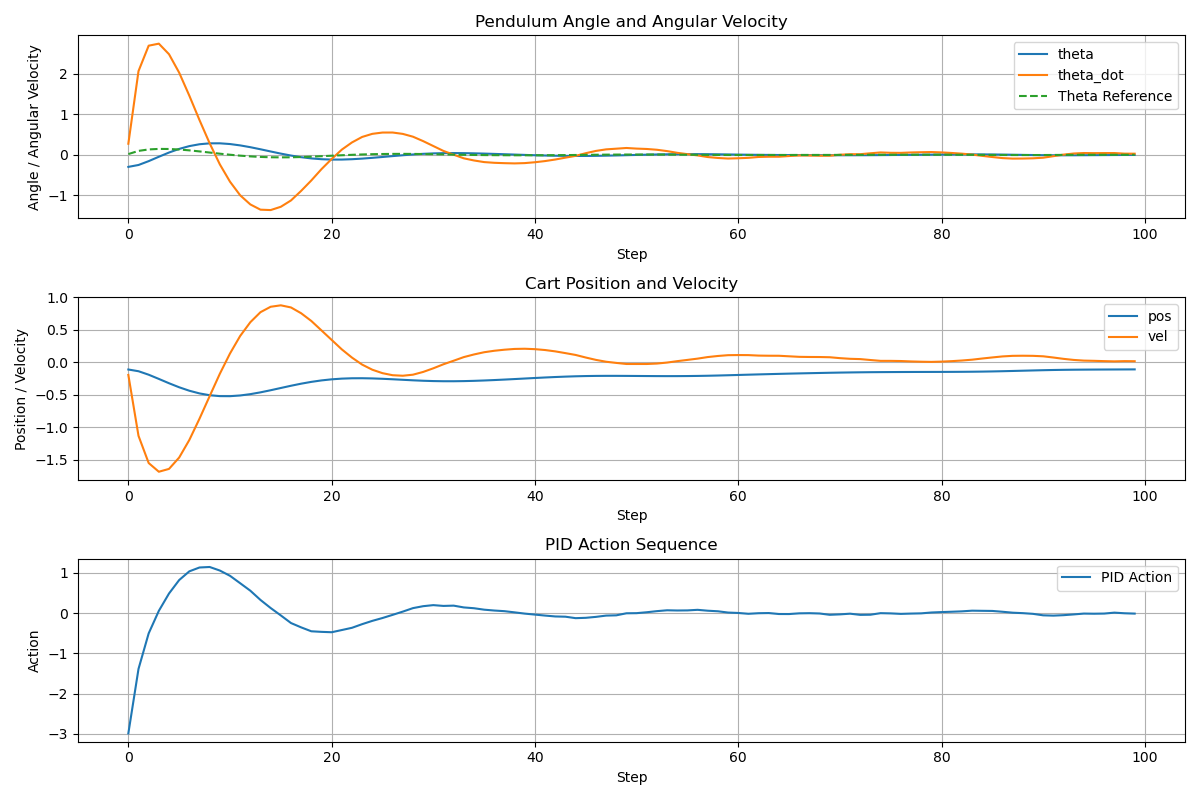 Pendulum Angle and Angular Velocity
Angle / Angular Velocity
2
1
0
−1
theta
theta_dot
Theta Reference
0 20 40 60 80 100
Step
Cart Position and Velocity
Position / Velocity
1.0
0.5
0.0
−0.5
−1.0
−1.5
pos
vel
0 20 40 60 80 100
Step
PID Action Sequence
Action
1
0
−1
−2
−3
PID Action
0 20 40 60 80 100
Step